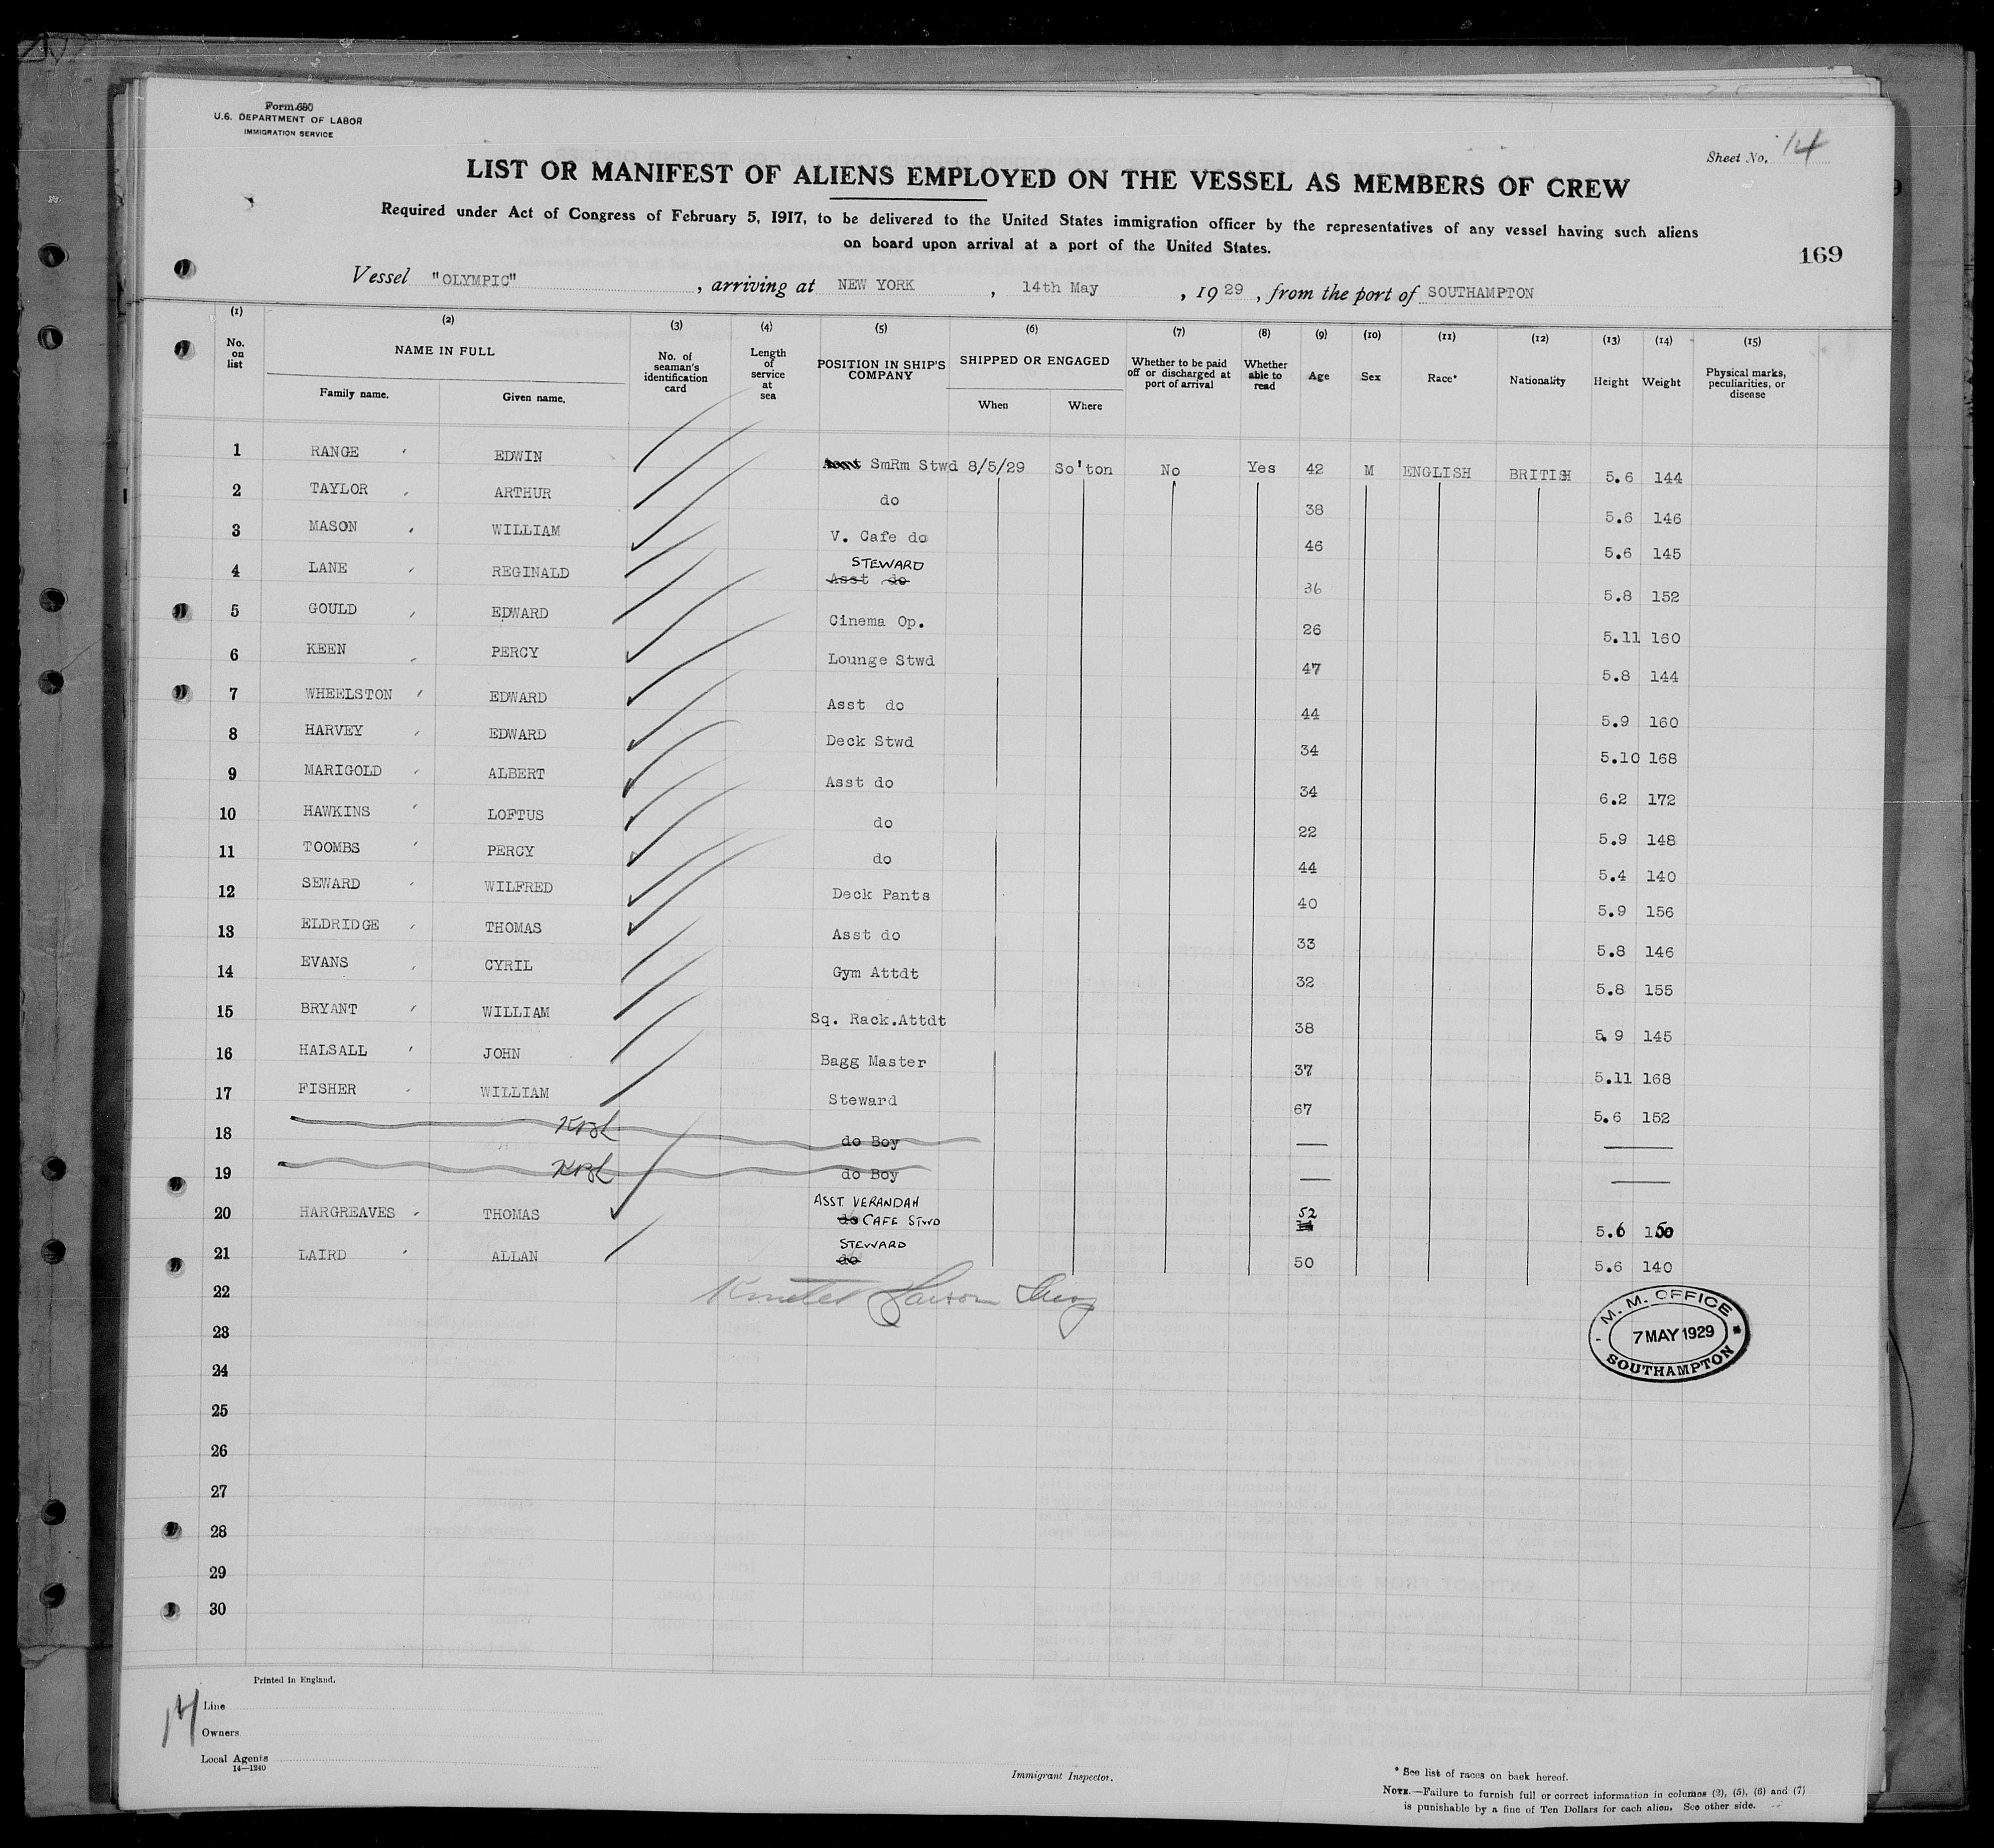 Form 680
U.S. DEPARTMENT OF LABOR
IMMIGRATION SERVICE
Sheet No. 14
LIST OR MANIFEST OF ALIENS EMPLOYED ON THE VESSEL AS MEMBERS OF CREW
Required under Act of Congress of February 5, 1917, to be delivered to the United States immigration officer by the representatives of any vessel having such aliens
on board upon arrival at a port of the United States.
169
Vessel "OLYMPIC", arriving at NEW YORK, 14th May, 1929, from the port of SOUTHAMPTON
(1) (2) (3) (4) (5) (6) (7) (8) (9) (10) (11) (12) (13) (14) (15)
No. on list NAME IN FULL Family name. Given name. No. of seaman's identification card Length of service at sea POSITION IN SHIP'S COMPANY SHIPPED OR ENGAGED When Where Whether to be paid off or discharged at port of arrival Whether able to read Age Sex Race* Nationality Height Weight Physical marks, peculiarities, or disease
1 RANGE EDWIN Asst SmRm Stwd 8/5/29 So'ton No Yes 42 M ENGLISH BRITISH 5.6 144
2 TAYLOR ARTHUR do 38 5.6 146
3 MASON WILLIAM V. Cafe do 46 5.6 145
4 LANE REGINALD STEWARD Asst do 36 5.8 152
5 GOULD EDWARD Cinema Op. 26 5.11 160
6 KEEN PERCY Lounge Stwd 47 5.8 144
7 WHEELSTON EDWARD Asst do 44 5.9 160
8 HARVEY EDWARD Deck Stwd 34 5.10 168
9 MARIGOLD ALBERT Asst do 34 6.2 172
10 HAWKINS LOFTUS do 22 5.9 148
11 TOOMBS PERCY do 44 5.4 140
12 SEWARD WILFRED Deck Pants 40 5.9 156
13 ELDRIDGE THOMAS Asst do 33 5.8 146
14 EVANS CYRIL Gym Attdt 32 5.8 155
15 BRYANT WILLIAM Sq. Rack.Attdt 38 5.9 145
16 HALSALL JOHN Bagg Master 37 5.11 168
17 FISHER WILLIAM Steward 67 5.6 152
18 do Boy —
19 do Boy —
20 HARGREAVES THOMAS ASST VERANDAH do CAFE STWD 52 5.6 150
21 LAIRD ALLAN STEWARD do 50 5.6 140
22
23
24
25
26
27
28
29
30
M. M. OFFICE
7 MAY 1929
SOUTHAMPTON
Printed in England.
14
Line
Owners
Local Agents
14—1240
Immigrant Inspector.
* See list of races on back hereof.
NOTE.—Failure to furnish full or correct information in columns (2), (5), (6) and (7)
is punishable by a fine of Ten Dollars for each alien. See other side.